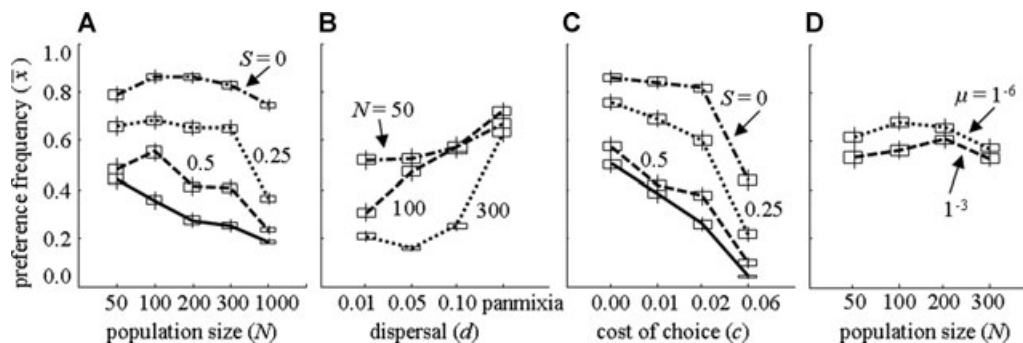 A B C D
preference frequency (x̄)
1.0
0.8
0.6
0.4
0.2
0.0
S = 0
0.25
0.5
50 100 200 300 1000
population size (N)
N = 50
100
300
0.01 0.05 0.10 panmixia
dispersal (d)
S = 0
0.5
0.25
0.00 0.01 0.02 0.06
cost of choice (c)
μ = 1⁻⁶
1⁻³
50 100 200 300
population size (N)